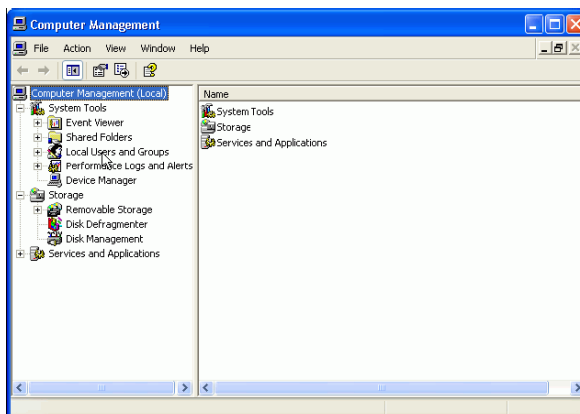 Computer Management
File Action View Window Help
Computer Management (Local)
System Tools
Event Viewer
Shared Folders
Local Users and Groups
Performance Logs and Alerts
Device Manager
Storage
Removable Storage
Disk Defragmenter
Disk Management
Services and Applications
Name
System Tools
Storage
Services and Applications